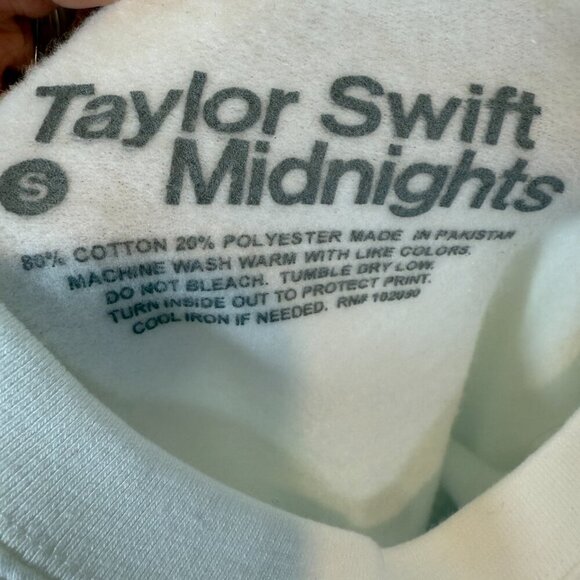 Taylor Swift
Midnights
S
80% COTTON 20% POLYESTER MADE IN PAKISTAN
MACHINE WASH WARM WITH LIKE COLORS.
DO NOT BLEACH. TUMBLE DRY LOW.
TURN INSIDE OUT TO PROTECT PRINT.
COOL IRON IF NEEDED. RN#